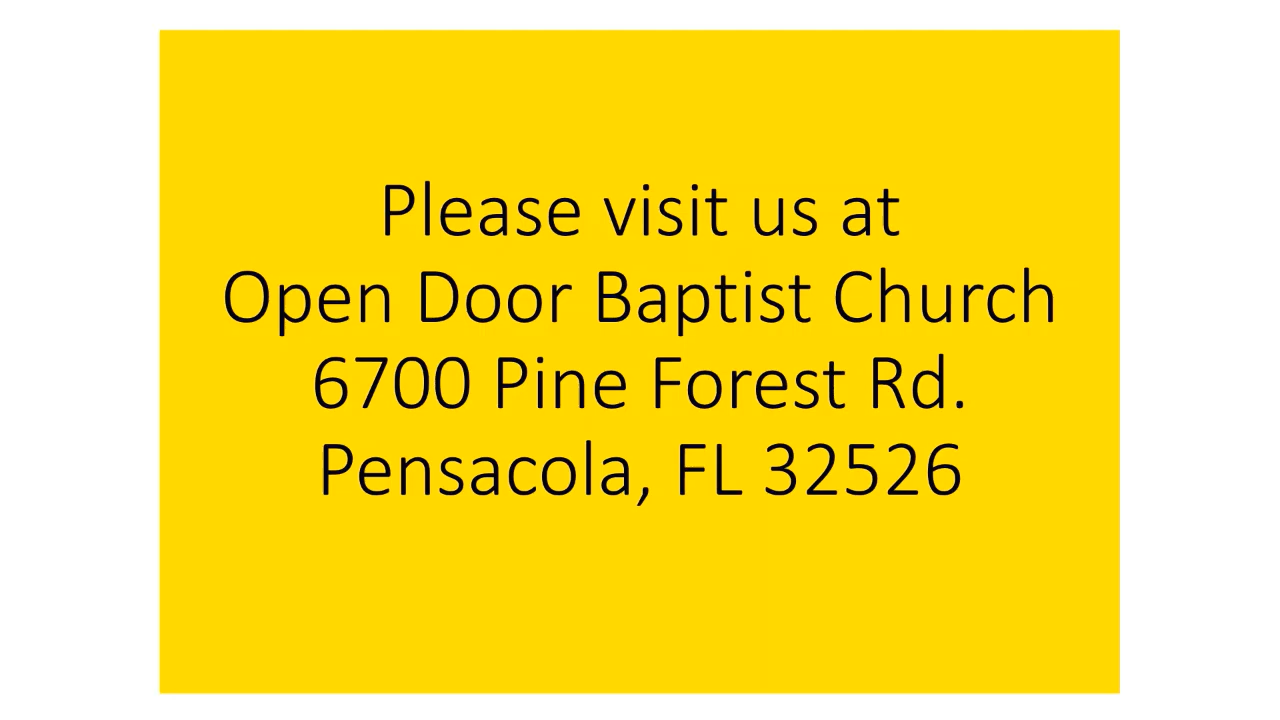 Please visit us at
Open Door Baptist Church
6700 Pine Forest Rd.
Pensacola, FL 32526